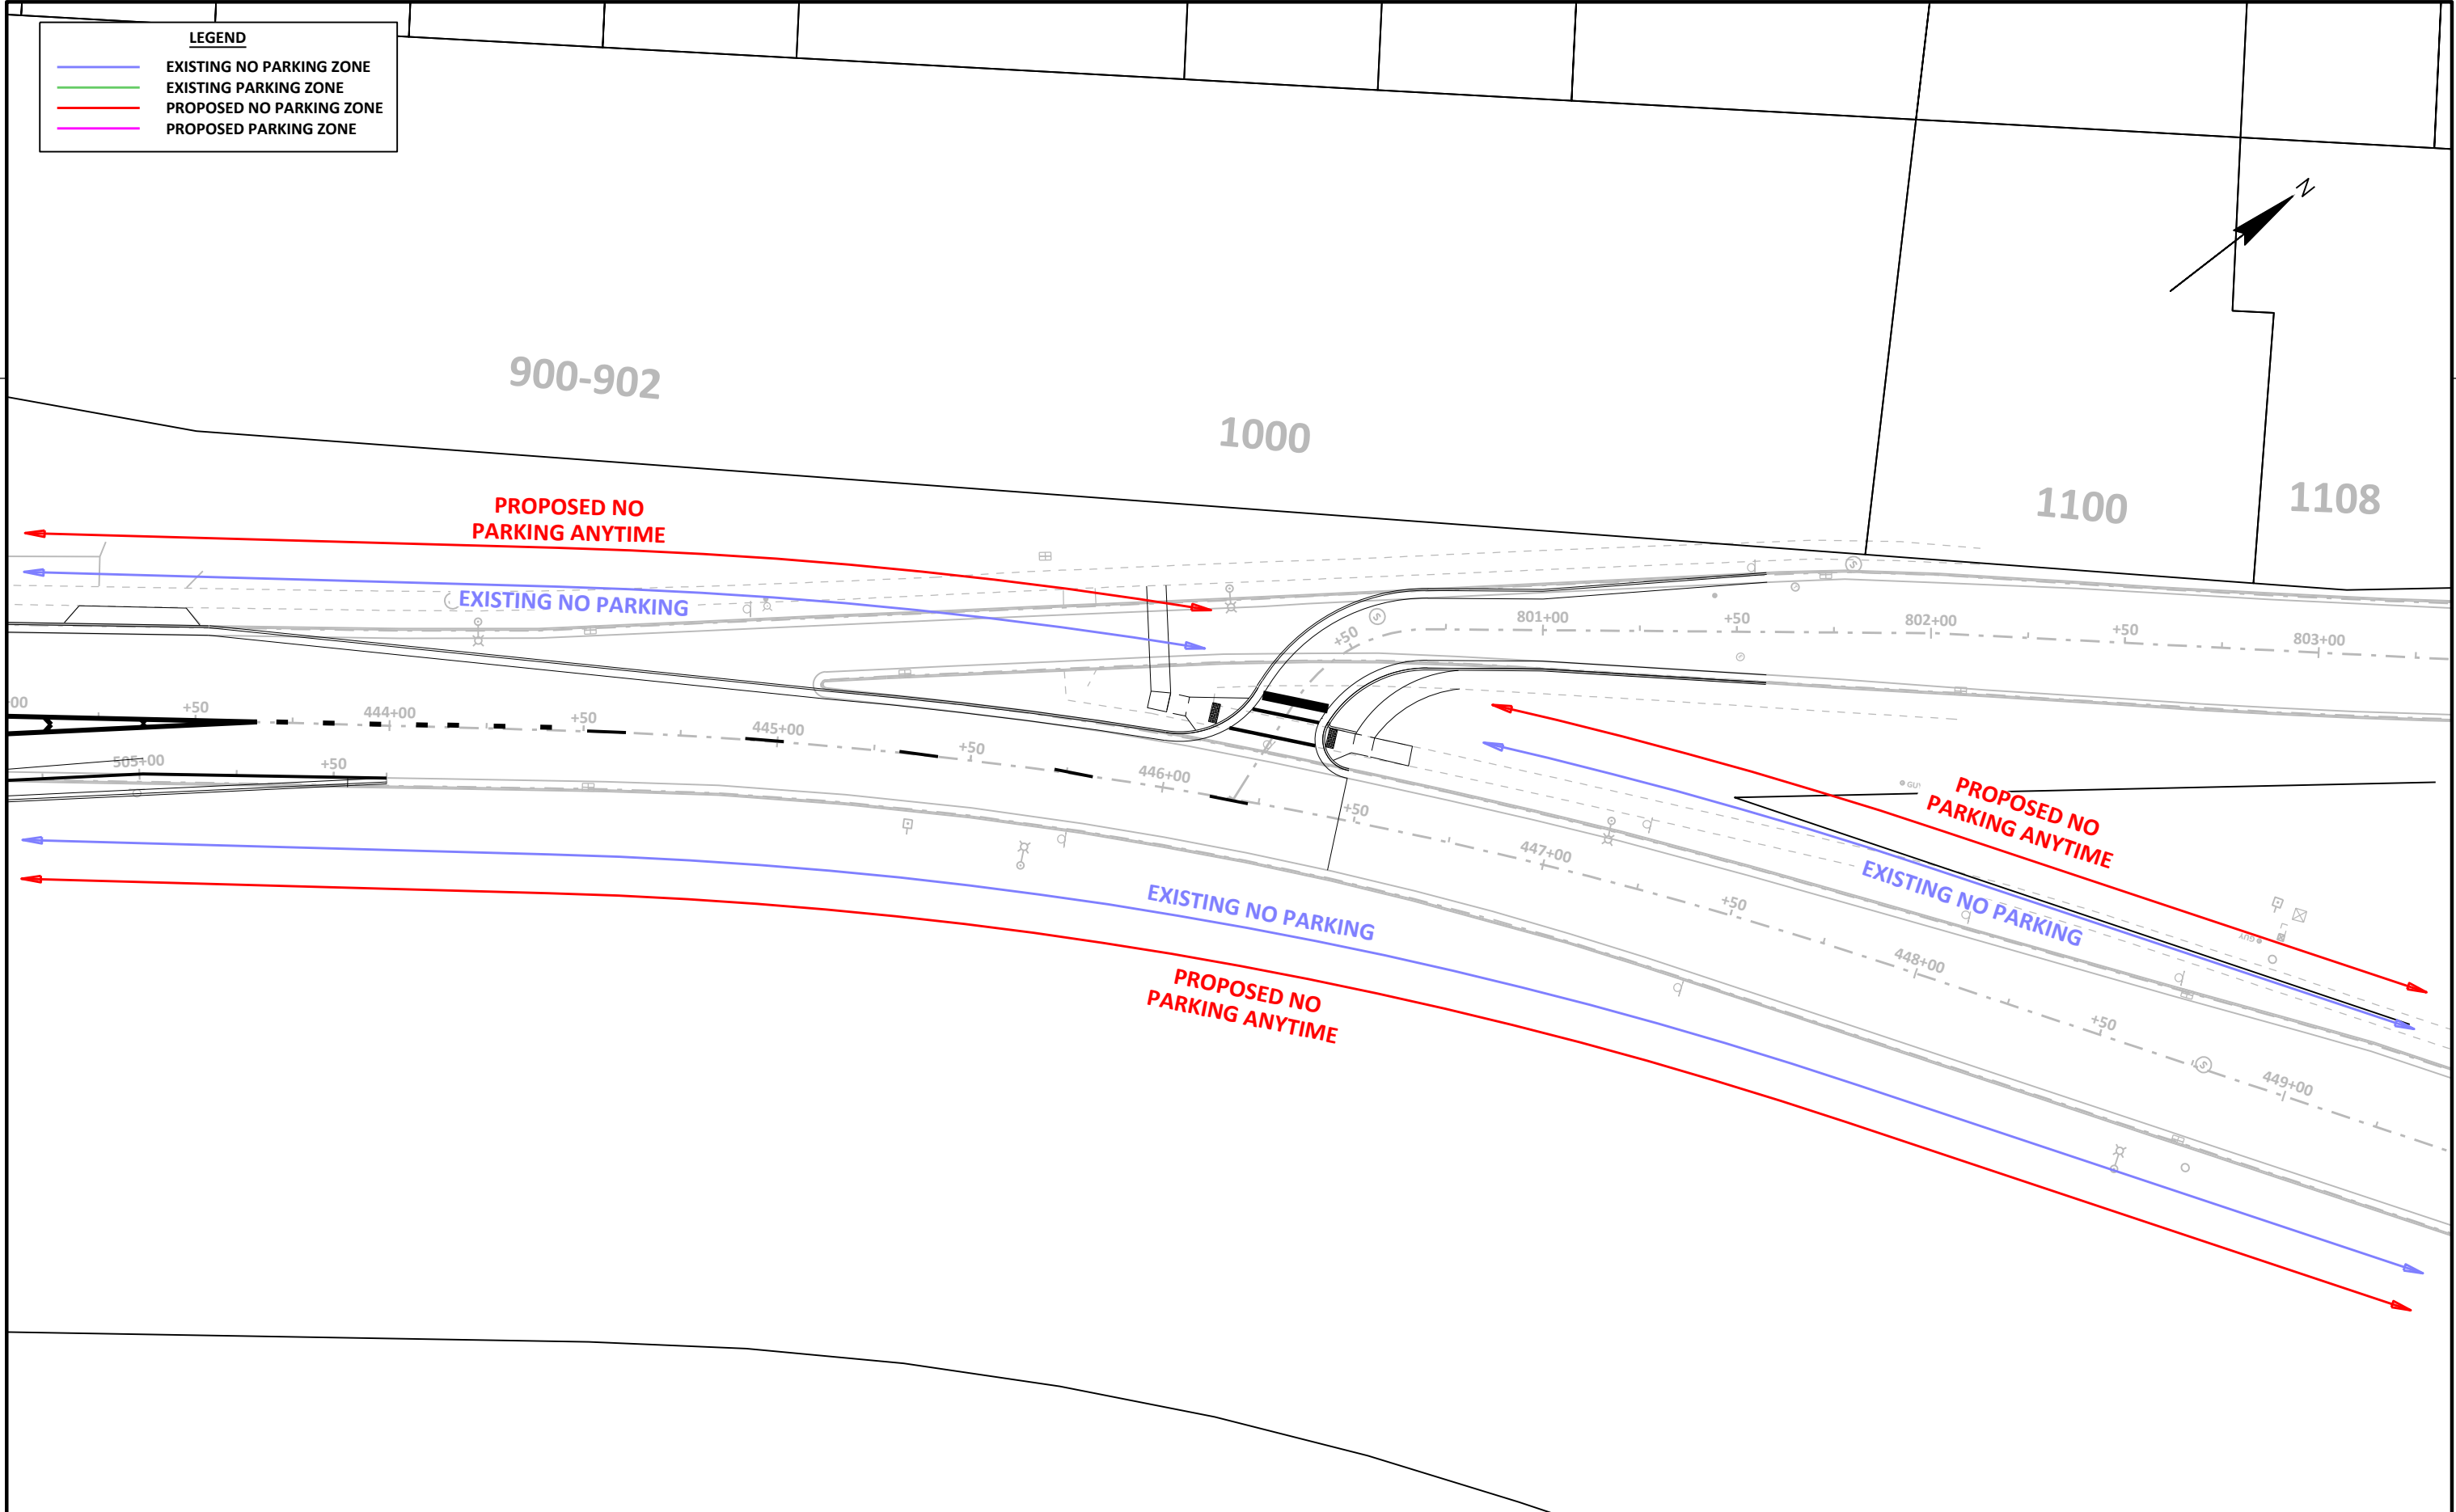 LEGEND
EXISTING NO PARKING ZONE
EXISTING PARKING ZONE
PROPOSED NO PARKING ZONE
PROPOSED PARKING ZONE
N
900-902
1000
1100
1108
PROPOSED NO
PARKING ANYTIME
EXISTING NO PARKING
+50
801+00
+50
802+00
+50
803+00
+00
+50
444+00
+50
445+00
+50
446+00
+50
447+00
+50
448+00
+50
449+00
505+00
+50
S
S
S
GUY
PROPOSED NO
PARKING ANYTIME
EXISTING NO PARKING
GUY
EXISTING NO PARKING
PROPOSED NO
PARKING ANYTIME